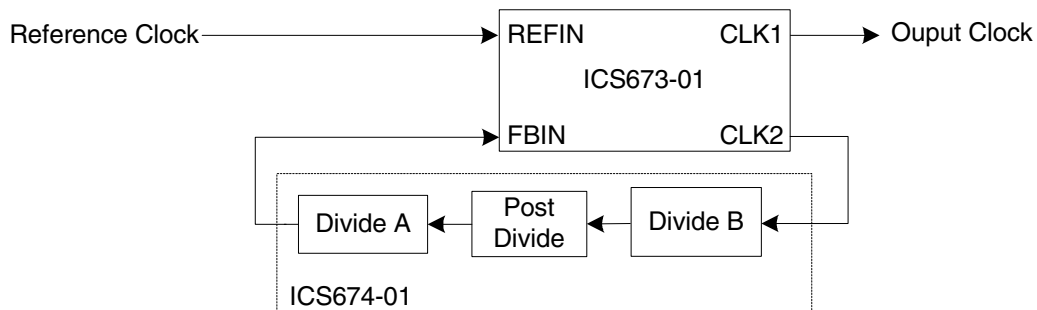 Reference Clock
REFIN
CLK1
Ouput Clock
ICS673-01
FBIN
CLK2
Divide A
Post
Divide
Divide B
ICS674-01